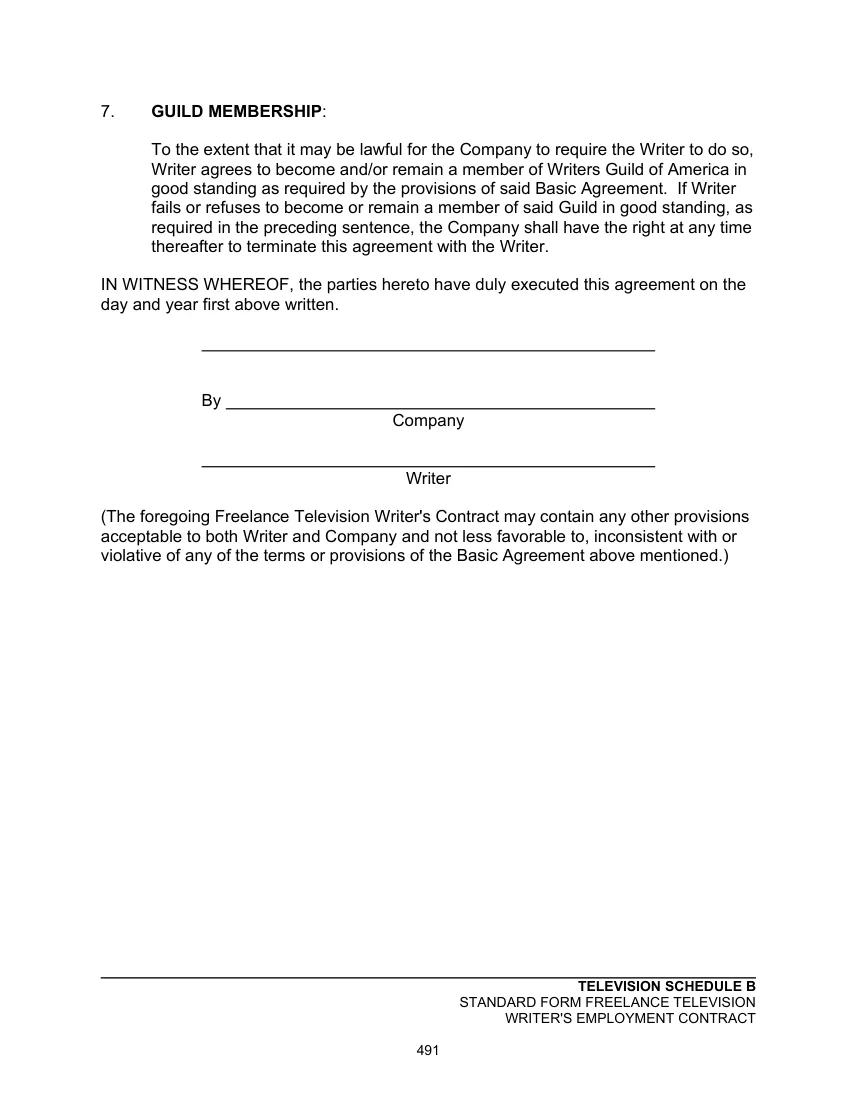 7. GUILD MEMBERSHIP:
To the extent that it may be lawful for the Company to require the Writer to do so,
Writer agrees to become and/or remain a member of Writers Guild of America in
good standing as required by the provisions of said Basic Agreement.  If Writer
fails or refuses to become or remain a member of said Guild in good standing, as
required in the preceding sentence, the Company shall have the right at any time
thereafter to terminate this agreement with the Writer.
IN WITNESS WHEREOF, the parties hereto have duly executed this agreement on the
day and year first above written.
By
Company
Writer
(The foregoing Freelance Television Writer's Contract may contain any other provisions
acceptable to both Writer and Company and not less favorable to, inconsistent with or
violative of any of the terms or provisions of the Basic Agreement above mentioned.)
TELEVISION SCHEDULE B
STANDARD FORM FREELANCE TELEVISION
WRITER'S EMPLOYMENT CONTRACT
491